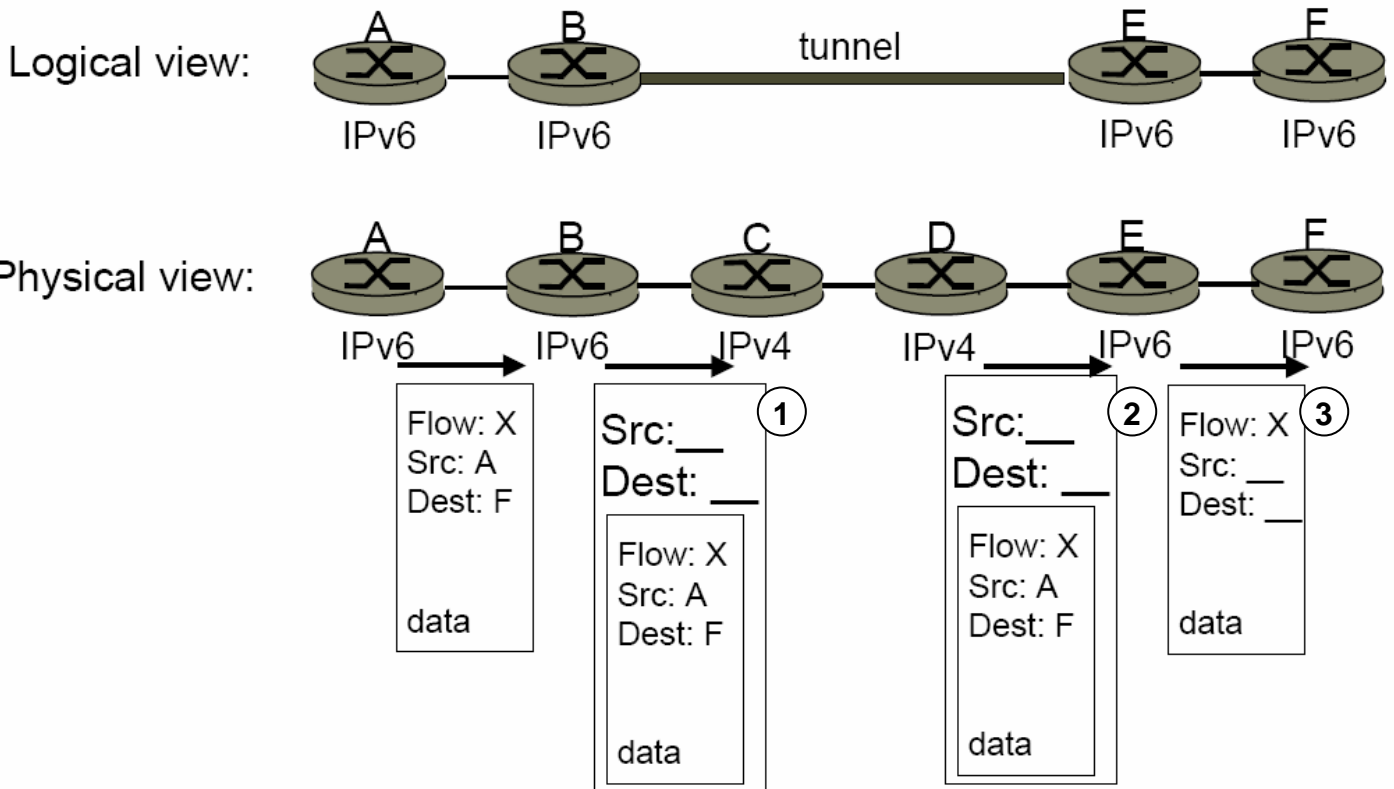 A B E F
Logical view:
tunnel
IPv6 IPv6 IPv6 IPv6
A B C D E F
Physical view:
IPv6 IPv6 IPv4 IPv4 IPv6 IPv6
Flow: X
Src: A
Dest: F
data
1
Src:__
Dest: __
Flow: X
Src: A
Dest: F
data
2
Src:__
Dest: __
Flow: X
Src: A
Dest: F
data
3
Flow: X
Src: __
Dest: __
data